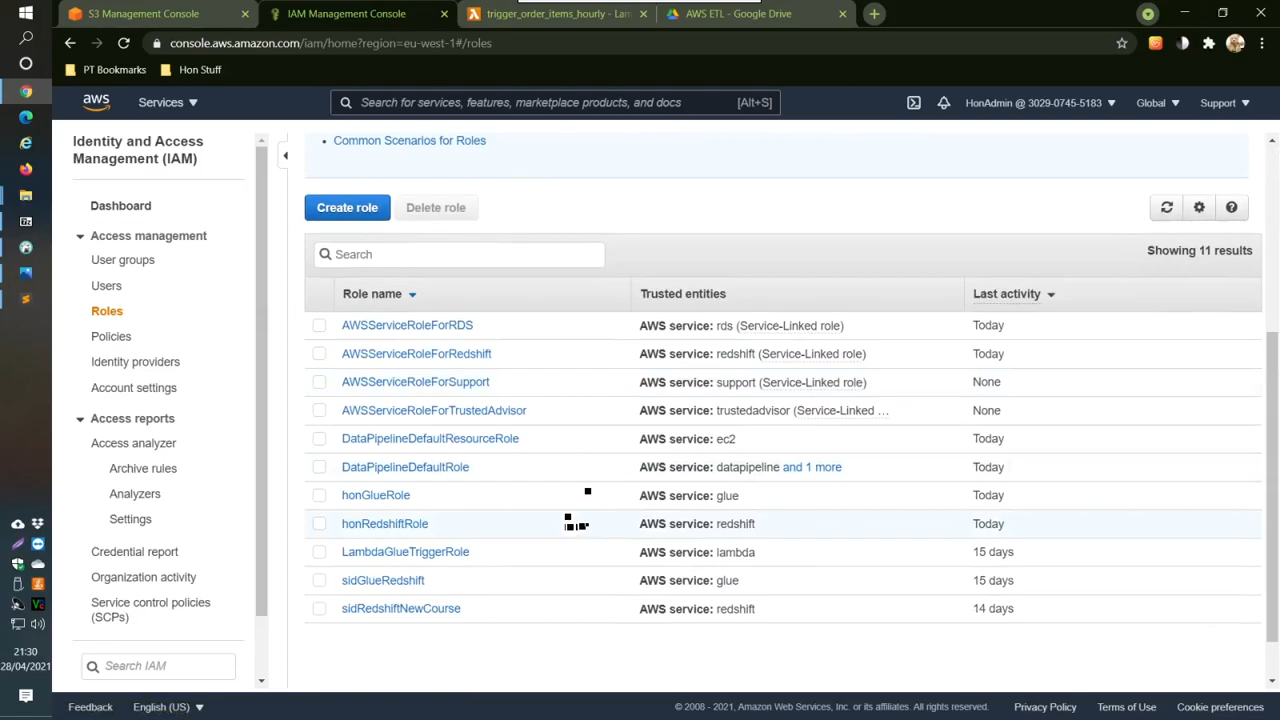 S3 Management Console
IAM Management Console
trigger_order_items_hourly - La
AWS ETL - Google Drive
console.aws.amazon.com/iam/home?region=eu-west-1#/roles
PT Bookmarks
Hon Stuff
aws
Services
Search for services, features, marketplace products, and docs
[Alt+S]
HonAdmin @ 3029-0745-5183
Global
Support
Identity and Access
Management (IAM)
Dashboard
Access management
User groups
Users
Roles
Policies
Identity providers
Account settings
Access reports
Access analyzer
Archive rules
Analyzers
Settings
Credential report
Organization activity
Service control policies
(SCPs)
Search IAM
Common Scenarios for Roles
Create role
Delete role
Search
Showing 11 results
Role name
Trusted entities
Last activity
AWSServiceRoleForRDS
AWS service: rds (Service-Linked role)
Today
AWSServiceRoleForRedshift
AWS service: redshift (Service-Linked role)
Today
AWSServiceRoleForSupport
AWS service: support (Service-Linked role)
None
AWSServiceRoleForTrustedAdvisor
AWS service: trustedadvisor (Service-Linked ...
None
DataPipelineDefaultResourceRole
AWS service: ec2
Today
DataPipelineDefaultRole
AWS service: datapipeline and 1 more
Today
honGlueRole
AWS service: glue
Today
honRedshiftRole
AWS service: redshift
Today
LambdaGlueTriggerRole
AWS service: lambda
15 days
sidGlueRedshift
AWS service: glue
15 days
sidRedshiftNewCourse
AWS service: redshift
14 days
21:30
28/04/2021
Feedback
English (US)
© 2008 - 2021, Amazon Web Services, Inc. or its affiliates. All rights reserved.
Privacy Policy
Terms of Use
Cookie preferences